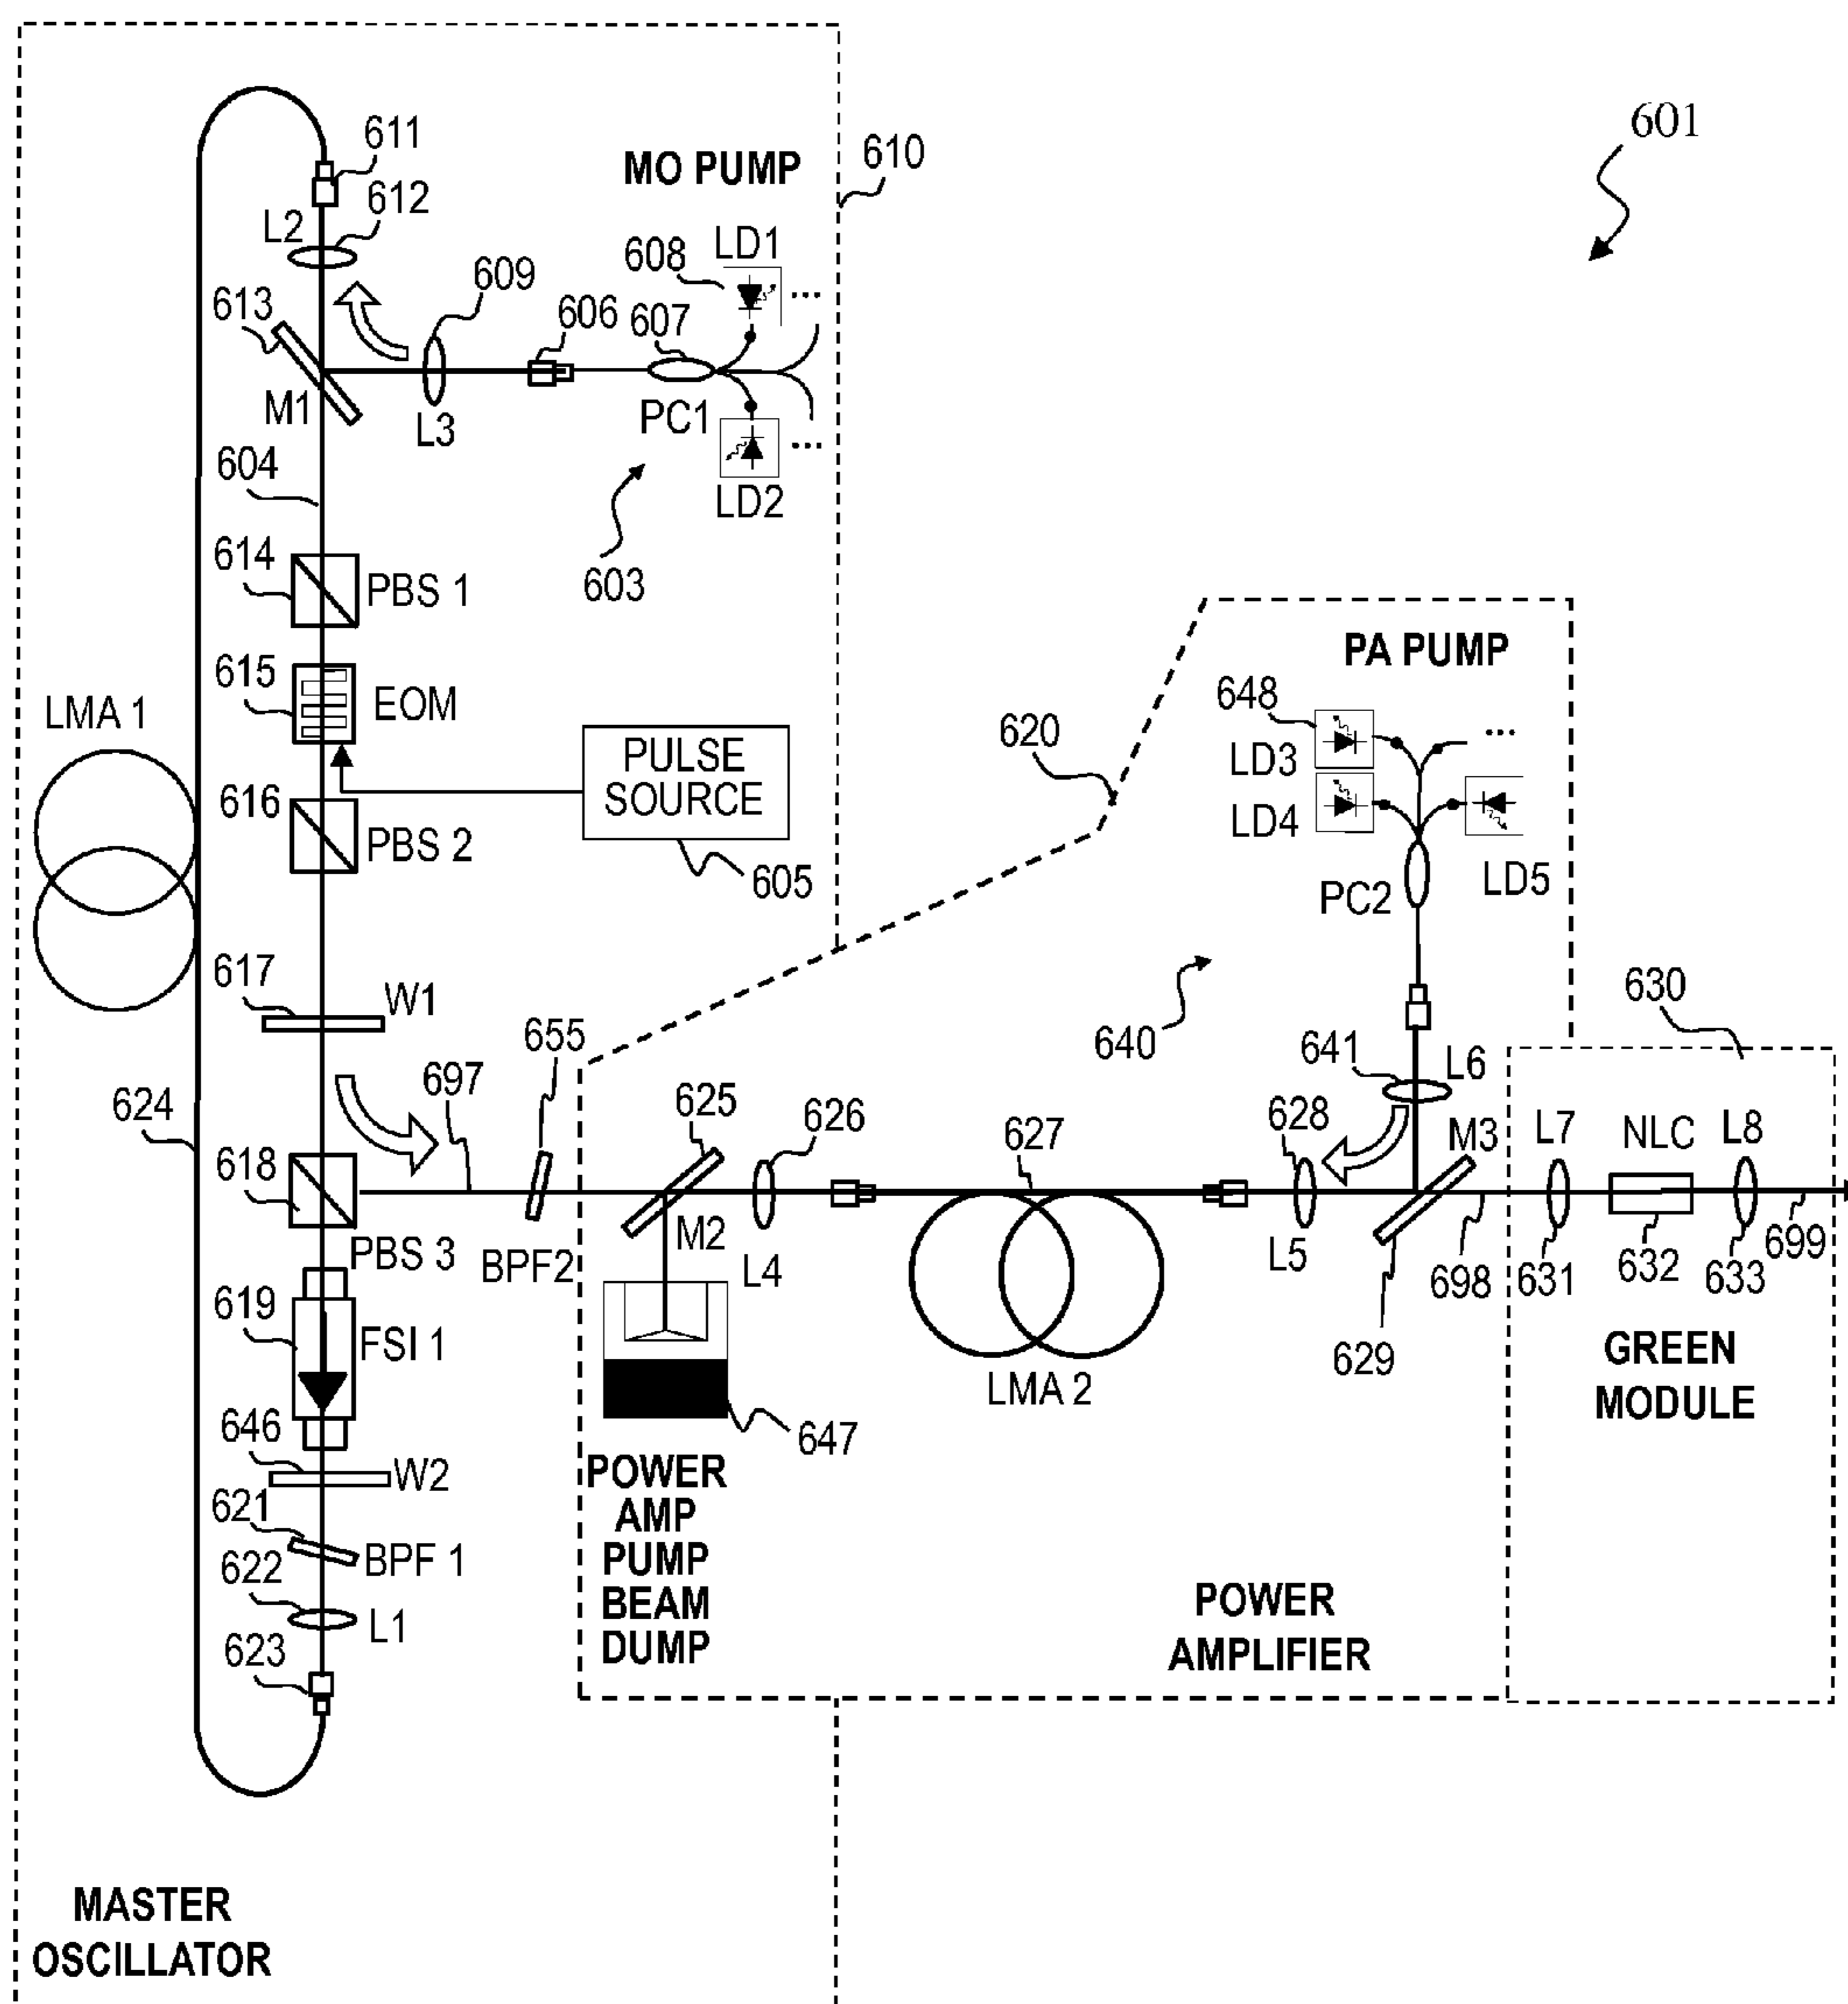 601
611
MO PUMP
610
L2
612
LD1
608
...
609
613
606
607
M1
L3
PC1
...
LD2
604
603
614
PBS 1
PA PUMP
615
EOM
LMA 1
648
620
...
LD3
PULSE
SOURCE
616
PBS 2
LD4
605
LD5
PC2
617
W1
630
655
640
641
L6
624
697
625
626
627
628
M3
L7
NLC
L8
618
PBS 3
BPF2
M2
L4
L5
698
631
632
633
699
619
FSI 1
629
LMA 2
GREEN
MODULE
646
W2
647
POWER
AMP
PUMP
BEAM
DUMP
621
BPF 1
622
L1
623
POWER
AMPLIFIER
MASTER
OSCILLATOR